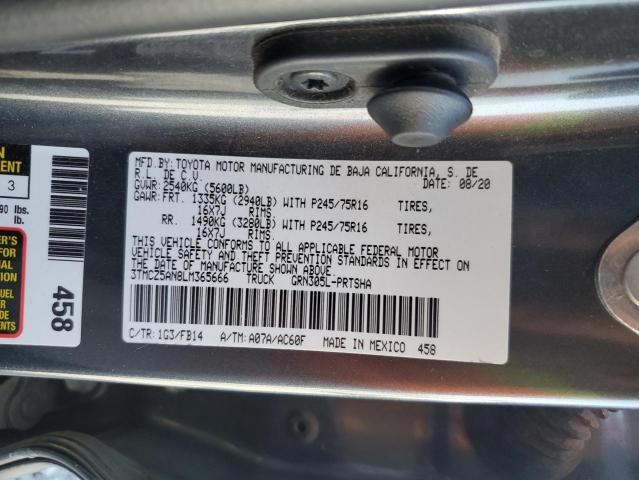 MFD.BY: TOYOTA MOTOR MANUFACTURING DE BAJA CALIFORNIA, S. DE
R.L. DE C.V. DATE: 08/20
GVWR: 2540KG (5600LB)
GAWR: FRT. 1335KG (2940LB) WITH P245/75R16 TIRES,
16X7J RIMS.
RR. 1490KG (3280LB) WITH P245/75R16 TIRES,
16X7J RIMS.
THIS VEHICLE CONFORMS TO ALL APPLICABLE FEDERAL MOTOR
VEHICLE SAFETY AND THEFT PREVENTION STANDARDS IN EFFECT ON
THE DATE OF MANUFACTURE SHOWN ABOVE.
3TMCZ5AN8LM365666 TRUCK GRN305L-PRTSHA
C/TR: 1G3/FB14 A/TM: A07A/AC60F MADE IN MEXICO 458
3
90 lbs.
lb.
458